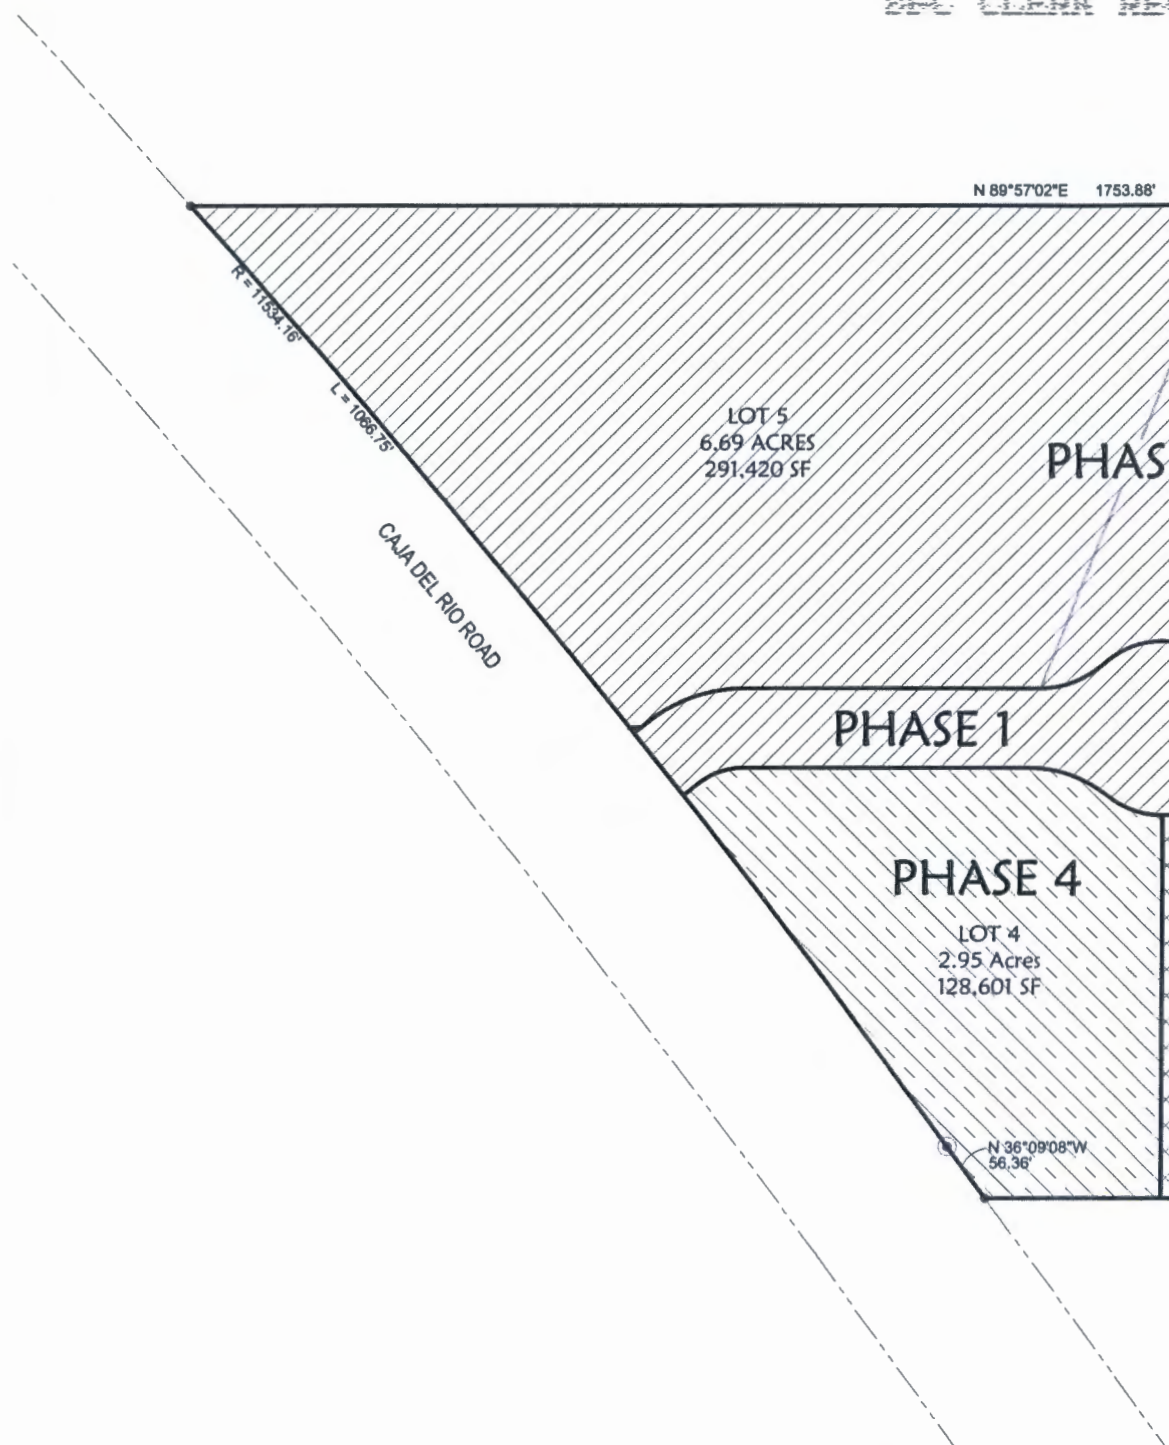 N 89°57'02"E 1753.88'
R = 11534.16'
L = 1066.75'
LOT 5
6.69 ACRES
291,420 SF
PHAS
CAJA DEL RIO ROAD
PHASE 1
PHASE 4
LOT 4
2.95 Acres
128,601 SF
N 36°09'08"W
56.36'